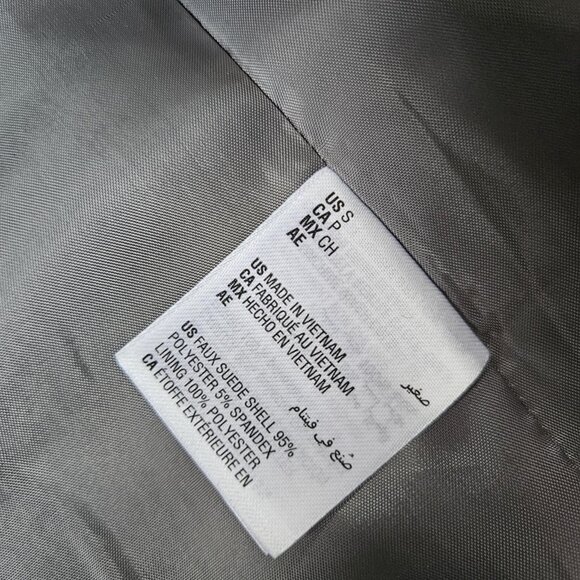 US S
CA P
MX CH
AE
صغير
US MADE IN VIETNAM
CA FABRIQUÉ AU VIETNAM
MX HECHO EN VIETNAM
AE
صُنع في فيتنام
US FAUX SUEDE SHELL 95%
POLYESTER 5% SPANDEX
LINING 100% POLYESTER
CA ÉTOFFE EXTÉRIEURE EN